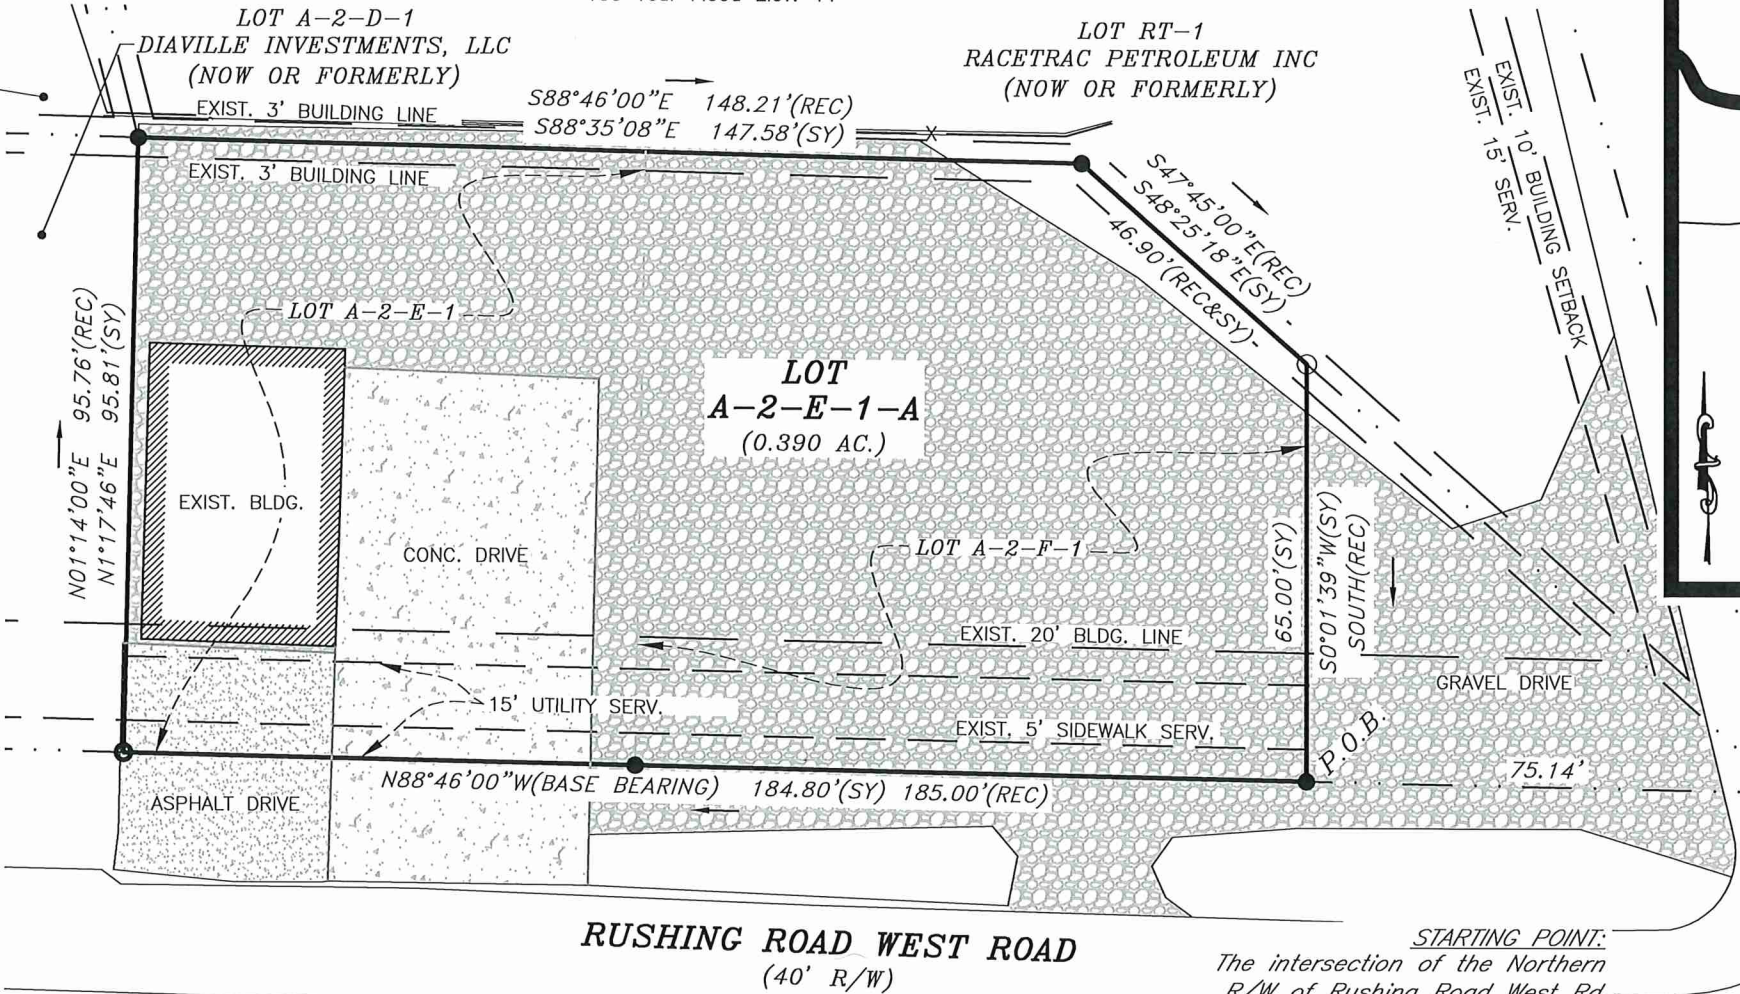 LOT A-2-D-1
DIAVILLE INVESTMENTS, LLC
(NOW OR FORMERLY)
LOT RT-1
RACETRAC PETROLEUM INC
(NOW OR FORMERLY)
EXIST. 10' BUILDING SETBACK
EXIST. 15' SERV.
EXIST. 3' BUILDING LINE
S88°46'00"E 148.21'(REC)
S88°35'08"E 147.58'(SY)
X
EXIST. 3' BUILDING LINE
S47°45'00"E(REC)
S48°25'18"E(SY)
46.90'(REC&SY)
LOT A-2-E-1
N01°14'00"E 95.76'(REC)
N1°17'46"E 95.81'(SY)
LOT
A-2-E-1-A
(0.390 AC.)
EXIST. BLDG.
CONC. DRIVE
LOT A-2-F-1
65.00'(SY)
S0°01'39"W(SY)
SOUTH(REC)
EXIST. 20' BLDG. LINE
GRAVEL DRIVE
15' UTILITY SERV.
EXIST. 5' SIDEWALK SERV.
P.O.B.
75.14'
N88°46'00"W(BASE BEARING) 184.80'(SY) 185.00'(REC)
ASPHALT DRIVE
RUSHING ROAD WEST ROAD
(40' R/W)
STARTING POINT:
The intersection of the Northern
R/W of Rushing Road West Rd